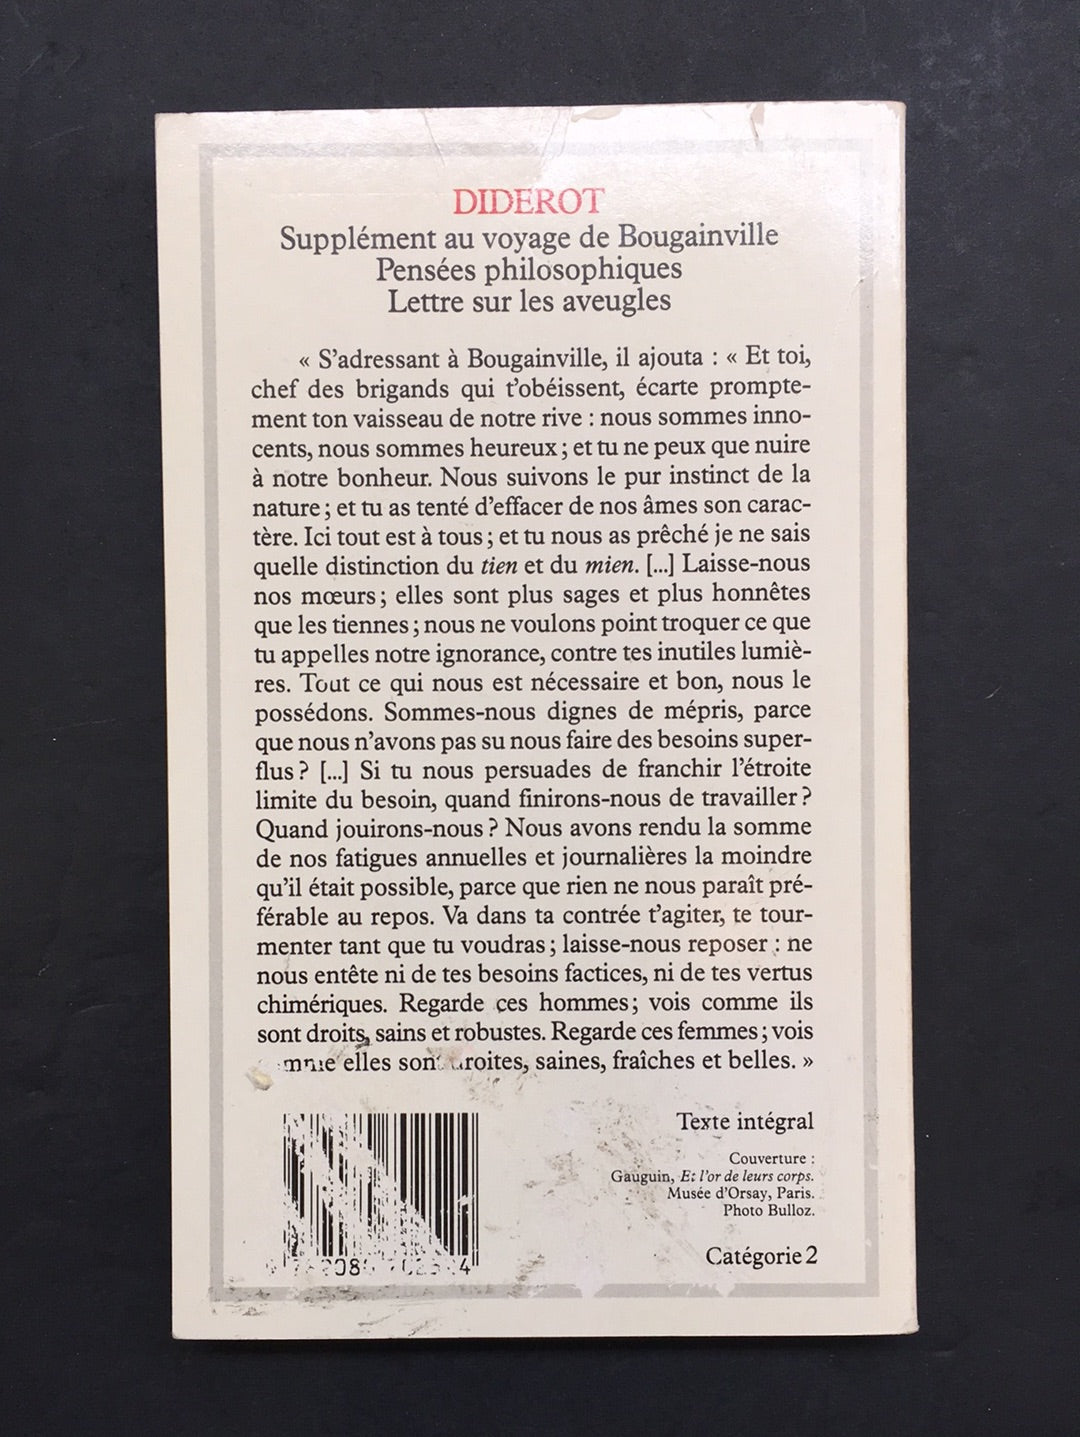 DIDEROT
Supplément au voyage de Bougainville
Pensées philosophiques
Lettre sur les aveugles
« S'adressant à Bougainville, il ajouta : « Et toi,
chef des brigands qui t'obéissent, écarte prompte-
ment ton vaisseau de notre rive : nous sommes inno-
cents, nous sommes heureux ; et tu ne peux que nuire
à notre bonheur. Nous suivons le pur instinct de la
nature ; et tu as tenté d'effacer de nos âmes son carac-
tère. Ici tout est à tous ; et tu nous as prêché je ne sais
quelle distinction du tien et du mien. [...] Laisse-nous
nos mœurs ; elles sont plus sages et plus honnêtes
que les tiennes ; nous ne voulons point troquer ce que
tu appelles notre ignorance, contre tes inutiles lumiè-
res. Tout ce qui nous est nécessaire et bon, nous le
possédons. Sommes-nous dignes de mépris, parce
que nous n'avons pas su nous faire des besoins super-
flus ? [...] Si tu nous persuades de franchir l'étroite
limite du besoin, quand finirons-nous de travailler ?
Quand jouirons-nous ? Nous avons rendu la somme
de nos fatigues annuelles et journalières la moindre
qu'il était possible, parce que rien ne nous paraît pré-
férable au repos. Va dans ta contrée t'agiter, te tour-
menter tant que tu voudras ; laisse-nous reposer : ne
nous entête ni de tes besoins factices, ni de tes vertus
chimériques. Regarde ces hommes ; vois comme ils
sont droits, sains et robustes. Regarde ces femmes ; vois
elles sont droites, saines, fraîches et belles. »
Texte intégral
Couverture :
Gauguin, Et l'or de leurs corps.
Musée d'Orsay, Paris.
Photo Bulloz.
Catégorie 2